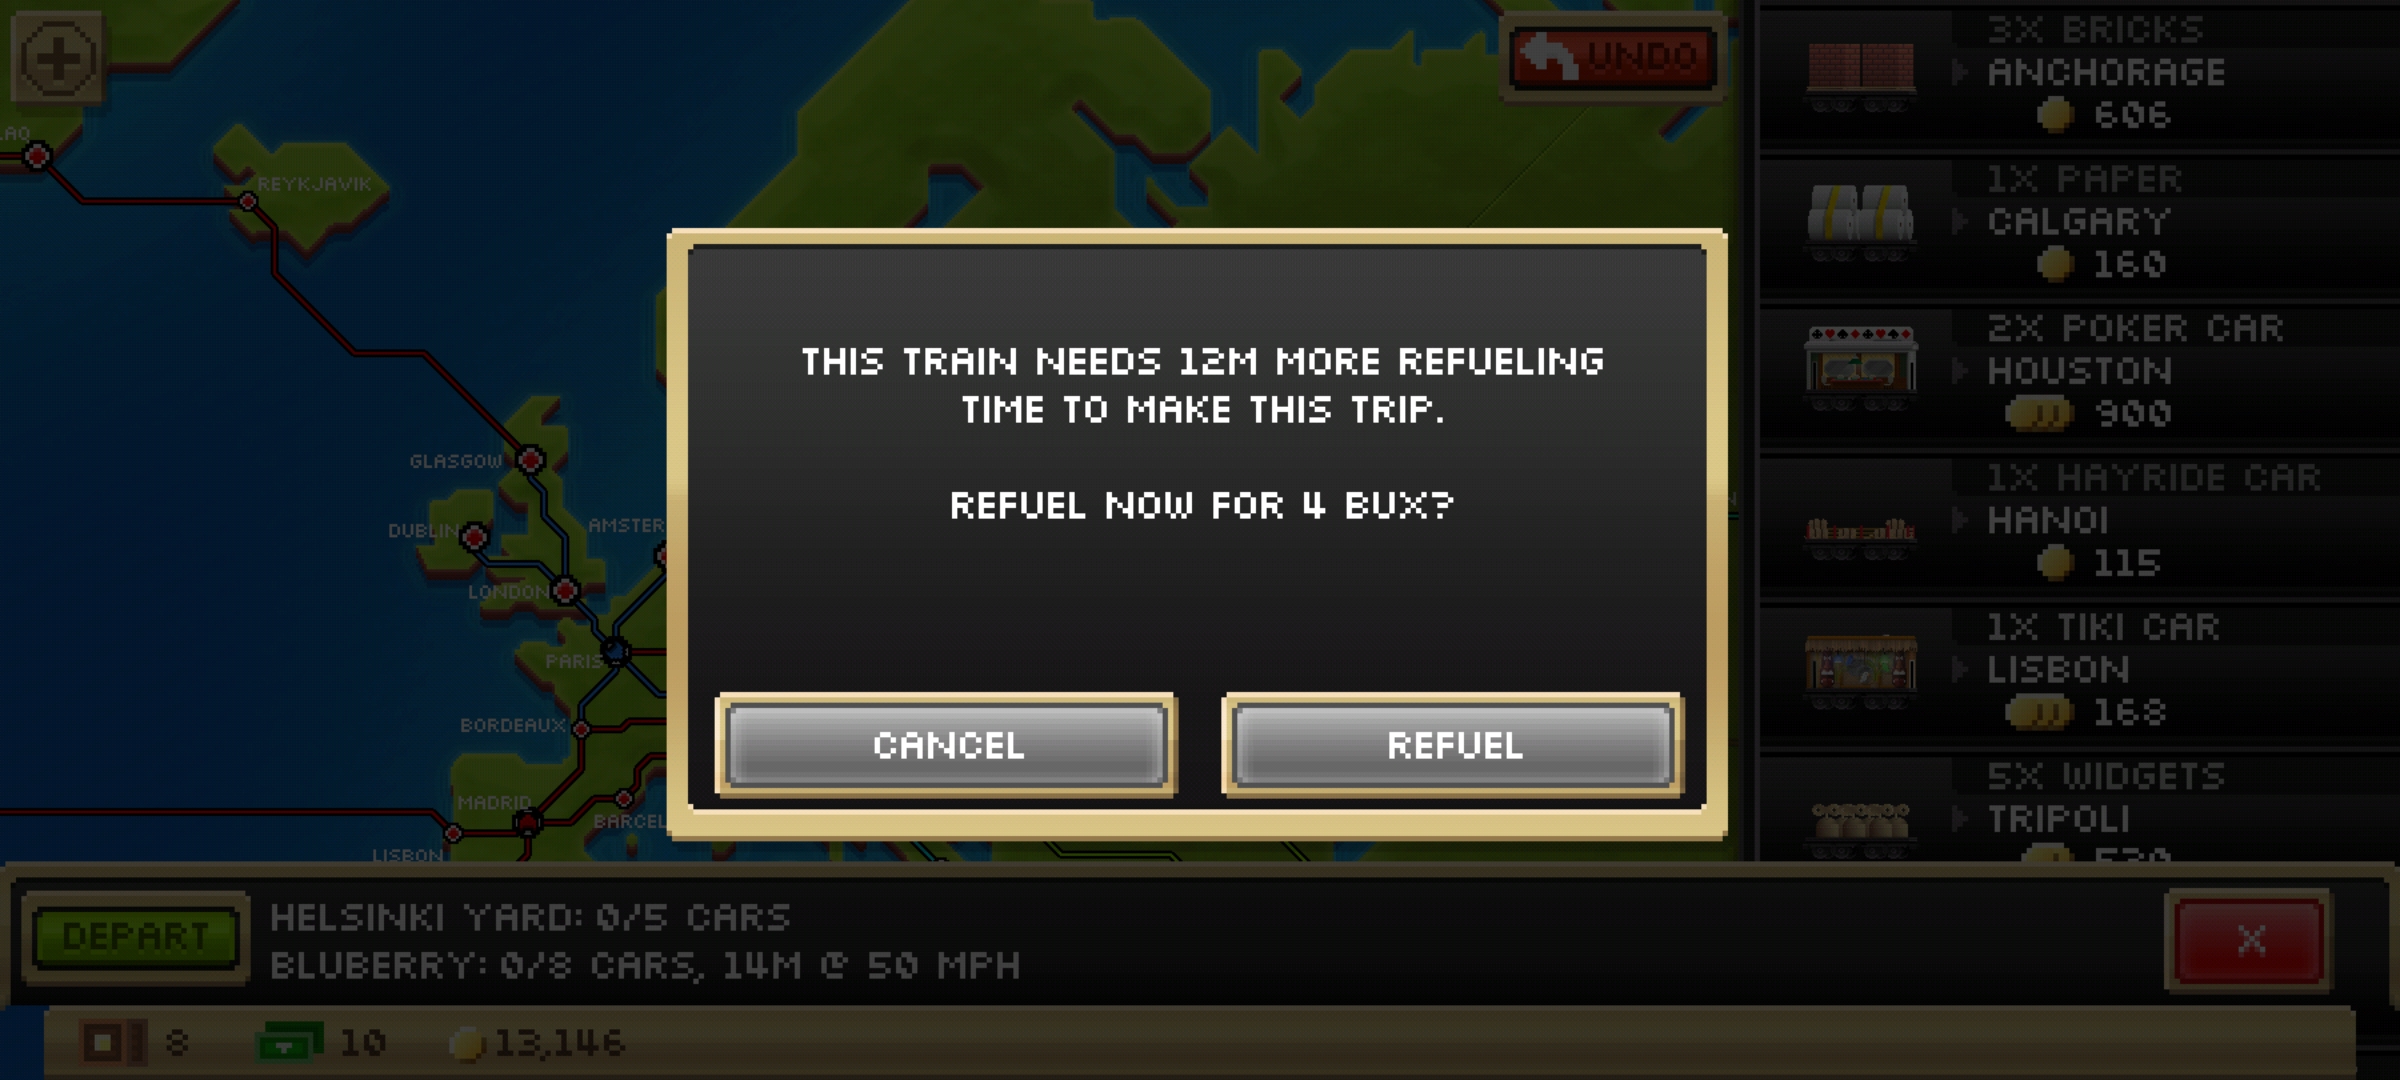 UNDO
LAO
REYKJAVIK
GLASGOW
DUBLIN
AMSTER
LONDON
PARIS
BORDEAUX
MADRID
BARCEL
LISBON
THIS TRAIN NEEDS 12M MORE REFUELING
TIME TO MAKE THIS TRIP.
REFUEL NOW FOR 4 BUX?
CANCEL
REFUEL
3X BRICKS
ANCHORAGE
606
1X PAPER
CALGARY
160
2X POKER CAR
HOUSTON
900
1X HAYRIDE CAR
HANOI
115
1X TIKI CAR
LISBON
168
5X WIDGETS
TRIPOLI
DEPART
HELSINKI YARD: 0/5 CARS
BLUBERRY: 0/8 CARS, 14M @ 50 MPH
X
8
10
13,146